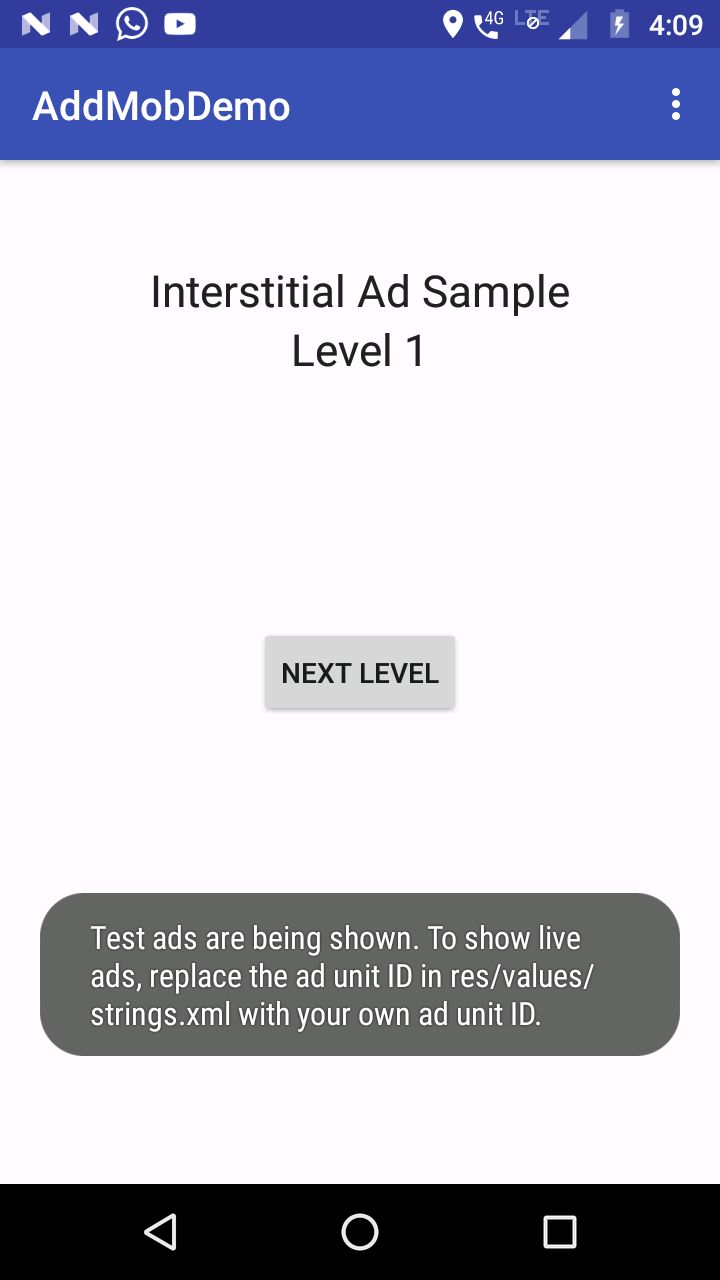 4G LTE 4:09
AddMobDemo
Interstitial Ad Sample
Level 1
NEXT LEVEL
Test ads are being shown. To show live
ads, replace the ad unit ID in res/values/
strings.xml with your own ad unit ID.